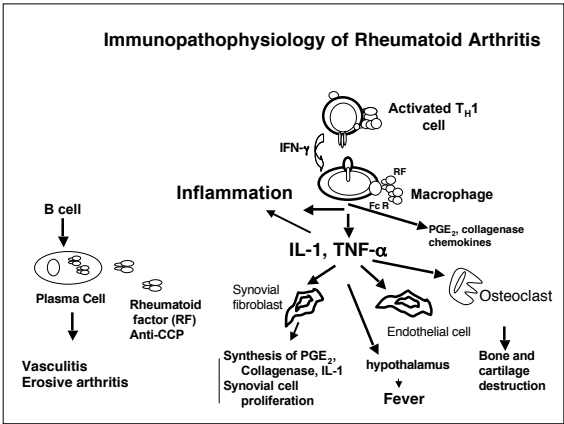 Immunopathophysiology of Rheumatoid Arthritis
Activated T_H1
cell
IFN-γ
RF
Macrophage
Fc R
Inflammation
PGE₂, collagenase
chemokines
B cell
IL-1, TNF-α
Plasma Cell
Rheumatoid
factor (RF)
Anti-CCP
Synovial
fibroblast
Endothelial cell
Osteoclast
Vasculitis
Erosive arthritis
Synthesis of PGE₂,
Collagenase, IL-1
Synovial cell
proliferation
hypothalamus
Fever
Bone and
cartilage
destruction